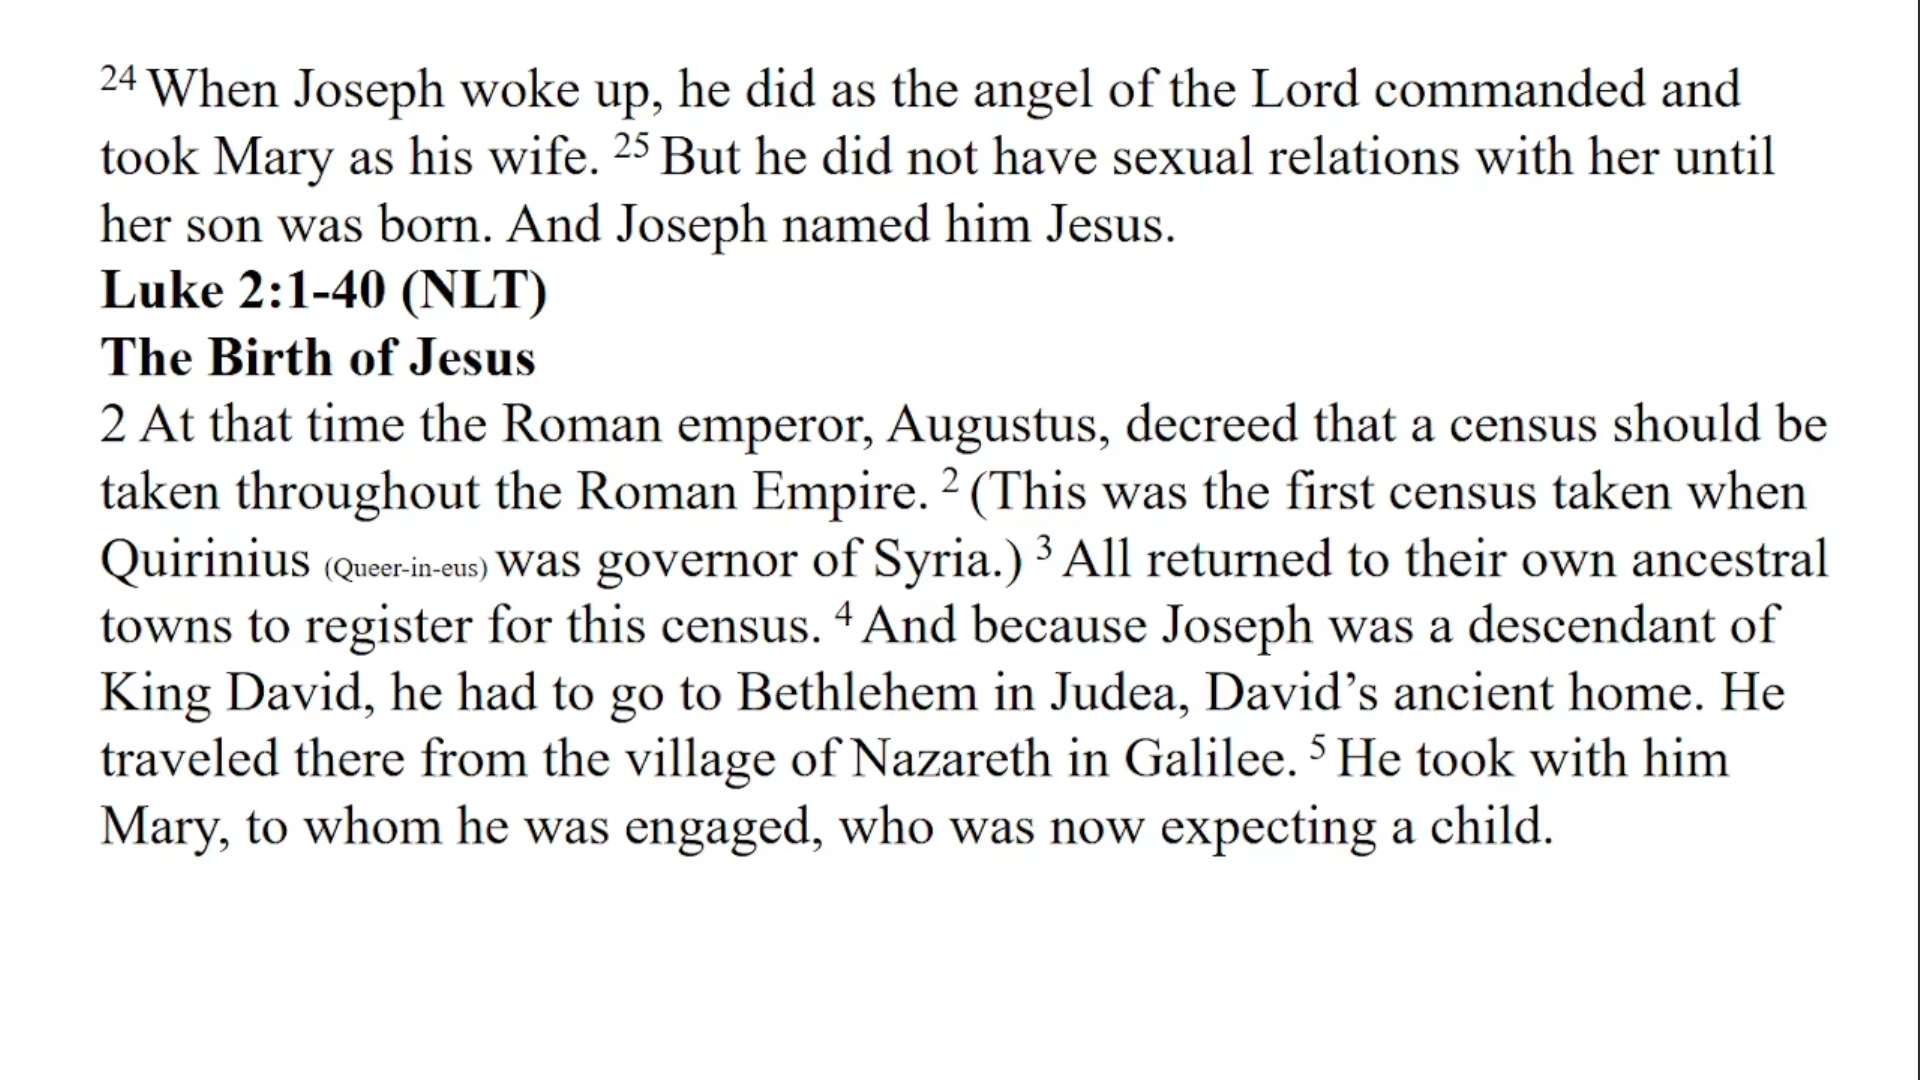 24 When Joseph woke up, he did as the angel of the Lord commanded and
took Mary as his wife. 25 But he did not have sexual relations with her until
her son was born. And Joseph named him Jesus.
Luke 2:1-40 (NLT)
The Birth of Jesus
2 At that time the Roman emperor, Augustus, decreed that a census should be
taken throughout the Roman Empire. 2 (This was the first census taken when
Quirinius (Queer-in-eus) was governor of Syria.) 3 All returned to their own ancestral
towns to register for this census. 4 And because Joseph was a descendant of
King David, he had to go to Bethlehem in Judea, David’s ancient home. He
traveled there from the village of Nazareth in Galilee. 5 He took with him
Mary, to whom he was engaged, who was now expecting a child.